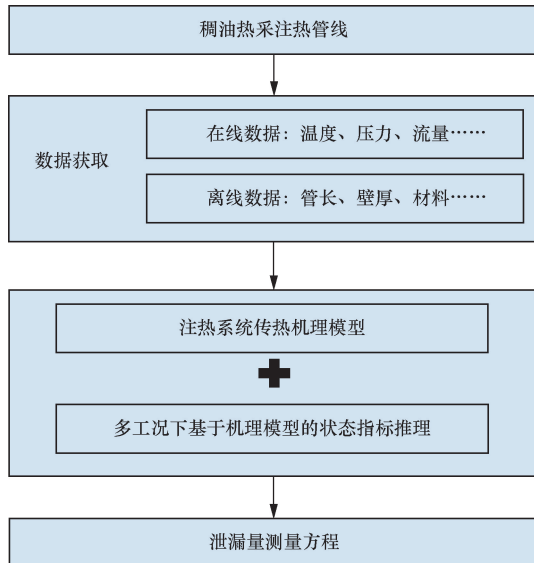 稠油热采注热管线
在线数据：温度、压力、流量……
数据获取
离线数据：管长、壁厚、材料……
注热系统传热机理模型
多工况下基于机理模型的状态指标推理
泄漏量测量方程